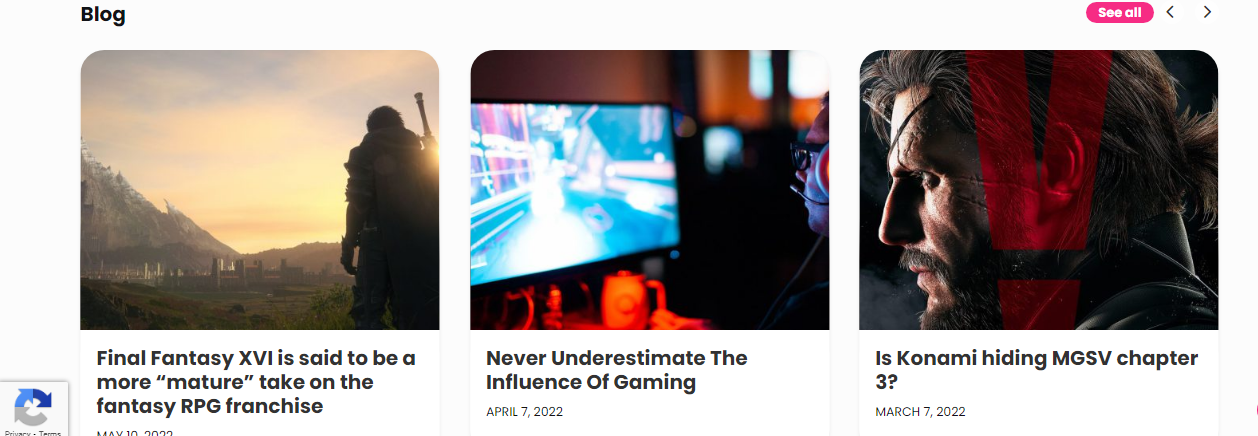 Blog
See all
Final Fantasy XVI is said to be a
more “mature” take on the
fantasy RPG franchise
MAY 10, 2022
Never Underestimate The
Influence Of Gaming
APRIL 7, 2022
Is Konami hiding MGSV chapter
3?
MARCH 7, 2022
Privacy - Terms